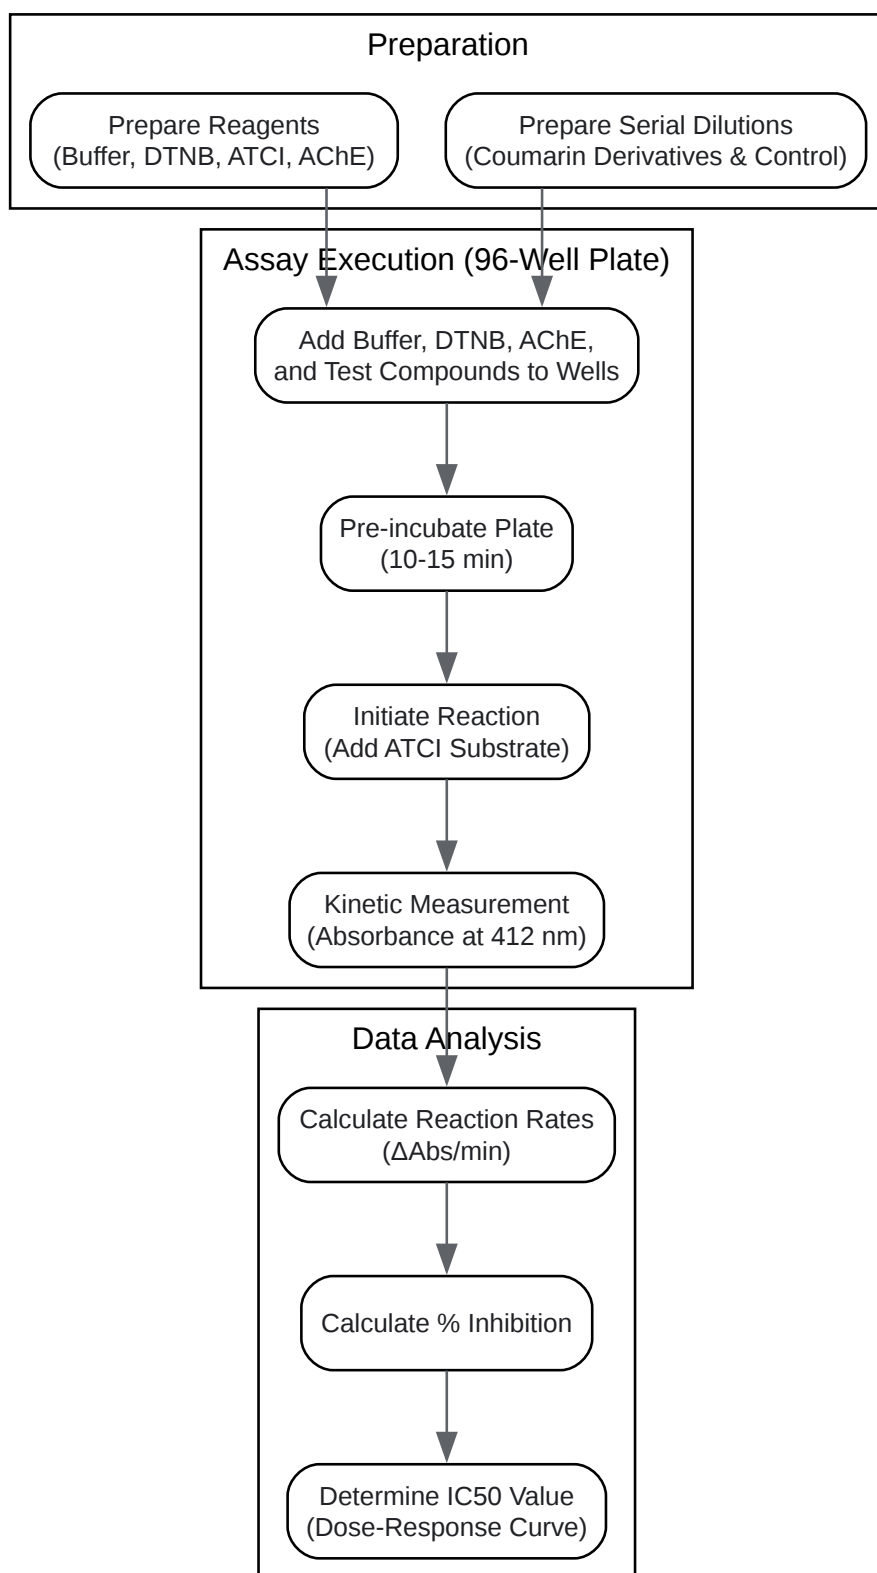 Preparation
Prepare Reagents
(Buffer, DTNB, ATCI, AChE)
Prepare Serial Dilutions
(Coumarin Derivatives & Control)
Assay Execution (96-Well Plate)
Add Buffer, DTNB, AChE,
and Test Compounds to Wells
Pre-incubate Plate
(10-15 min)
Initiate Reaction
(Add ATCI Substrate)
Kinetic Measurement
(Absorbance at 412 nm)
Data Analysis
Calculate Reaction Rates
(ΔAbs/min)
Calculate % Inhibition
Determine IC50 Value
(Dose-Response Curve)